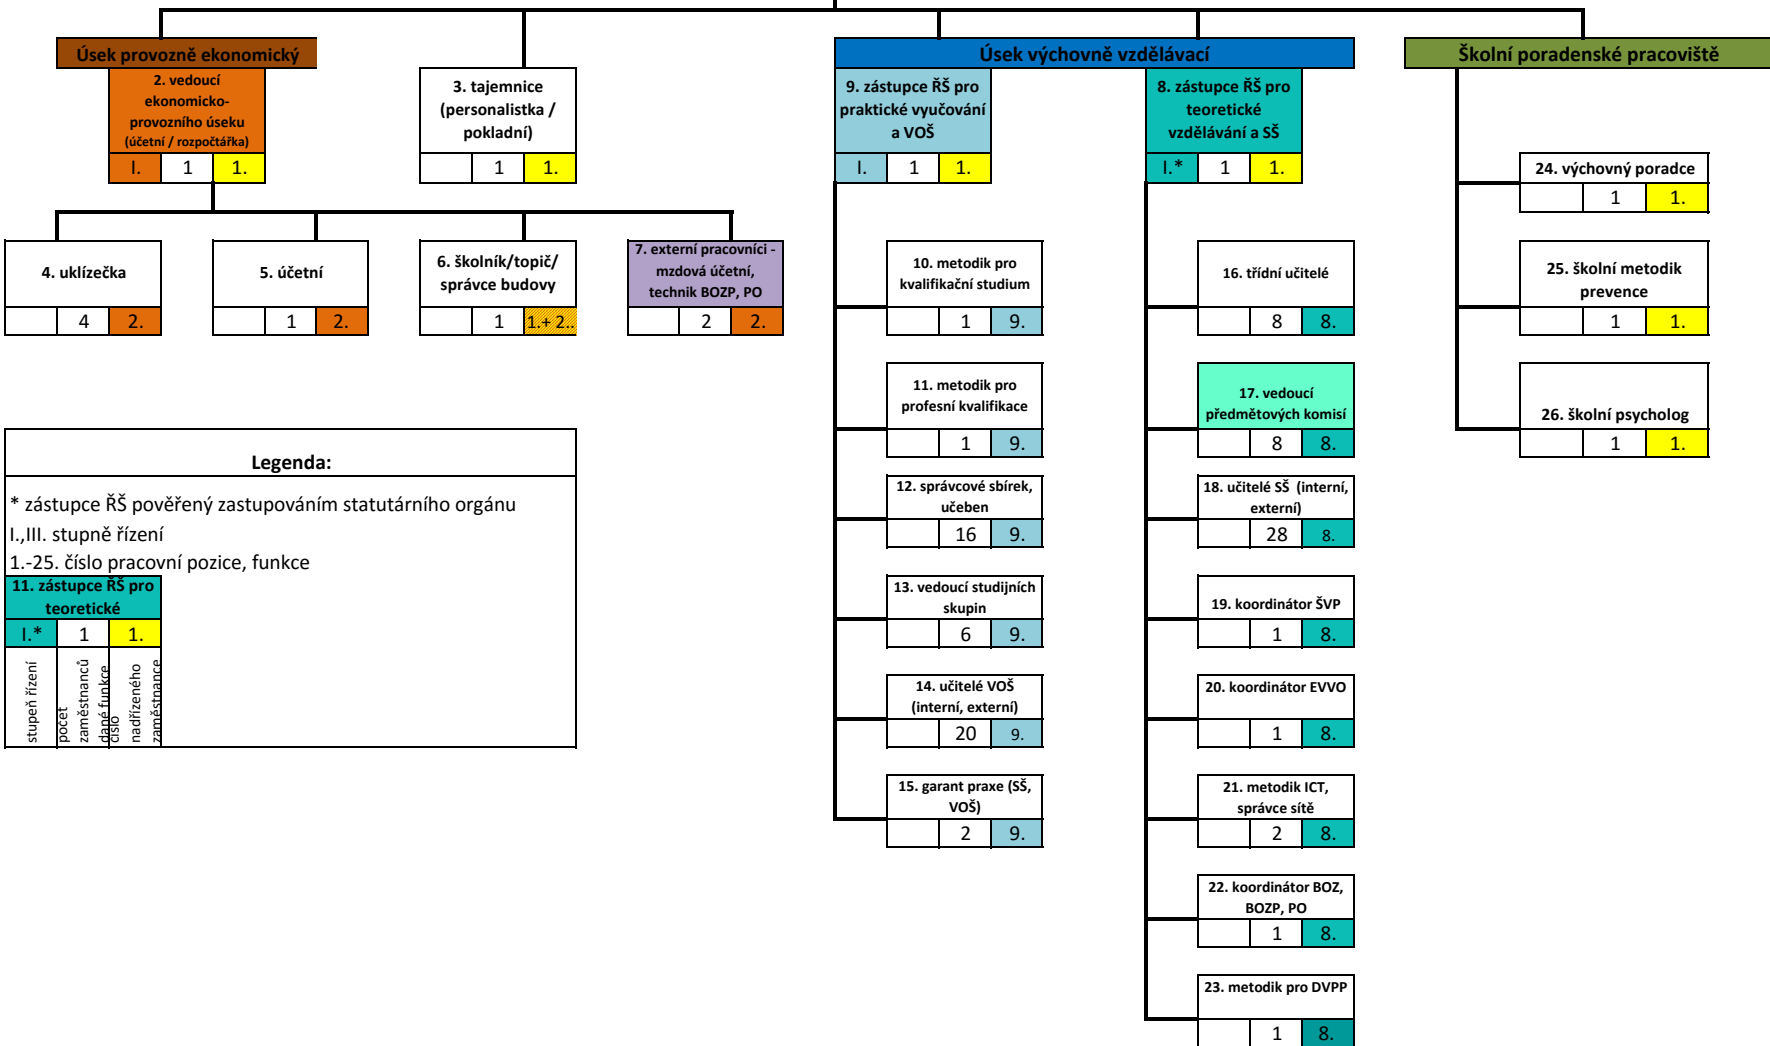 Úsek provozně ekonomický
2. vedoucí
ekonomicko-
provozního úseku
(účetní / rozpočtářka)
I. 1 1.
3. tajemnice
(personalistka /
pokladní)
1 1.
Úsek výchovně vzdělávací
9. zástupce ŘŠ pro
praktické vyučování
a VOŠ
I. 1 1.
8. zástupce ŘŠ pro
teoretické
vzdělávání a SŠ
I.* 1 1.
Školní poradenské pracoviště
24. výchovný poradce
1 1.
25. školní metodik
prevence
1 1.
26. školní psycholog
1 1.
4. uklízečka
4 2.
5. účetní
1 2.
6. školník/topič/
správce budovy
1 1.+ 2..
7. externí pracovníci -
mzdová účetní,
technik BOZP, PO
2 2.
10. metodik pro
kvalifikační studium
1 9.
11. metodik pro
profesní kvalifikace
1 9.
12. správcové sbírek,
učeben
16 9.
13. vedoucí studijních
skupin
6 9.
14. učitelé VOŠ
(interní, externí)
20 9.
15. garant praxe (SŠ,
VOŠ)
2 9.
16. třídní učitelé
8 8.
17. vedoucí
předmětových komisí
8 8.
18. učitelé SŠ (interní,
externí)
28 8.
19. koordinátor ŠVP
1 8.
20. koordinátor EVVO
1 8.
21. metodik ICT,
správce sítě
2 8.
22. koordinátor BOZ,
BOZP, PO
1 8.
23. metodik pro DVPP
1 8.
Legenda:
* zástupce ŘŠ pověřený zastupováním statutárního orgánu
I.,III. stupně řízení
1.-25. číslo pracovní pozice, funkce
11. zástupce ŘŠ pro
teoretické
I.* 1 1.
stupeň řízení
počet
zaměstnanců
dané funkce
číslo
nadřízeného
zaměstnance